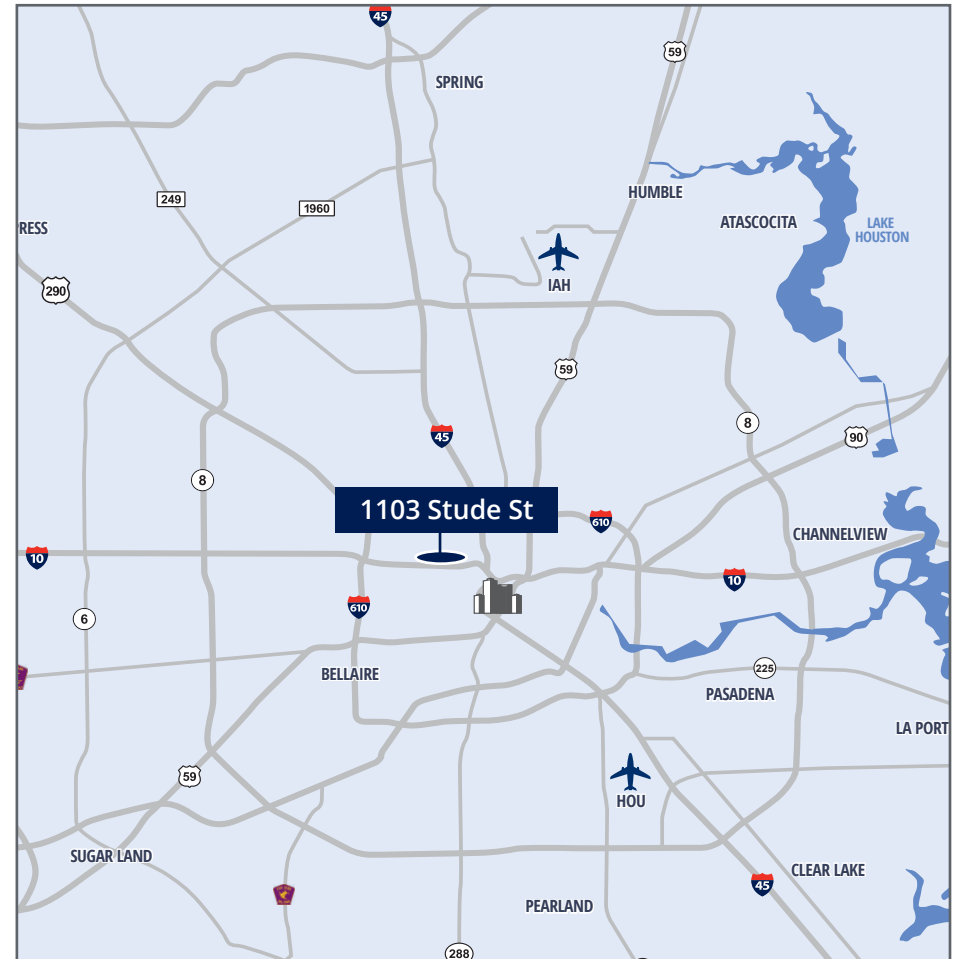 45
59
SPRING
HUMBLE
249
1960
ATASCOCITA
LAKE
HOUSTON
RESS
IAH
290
59
8
45
90
8
1103 Stude St
610
CHANNELVIEW
10
10
610
6
BELLAIRE
225
PASADENA
LA PORT
59
HOU
SUGAR LAND
CLEAR LAKE
45
PEARLAND
288